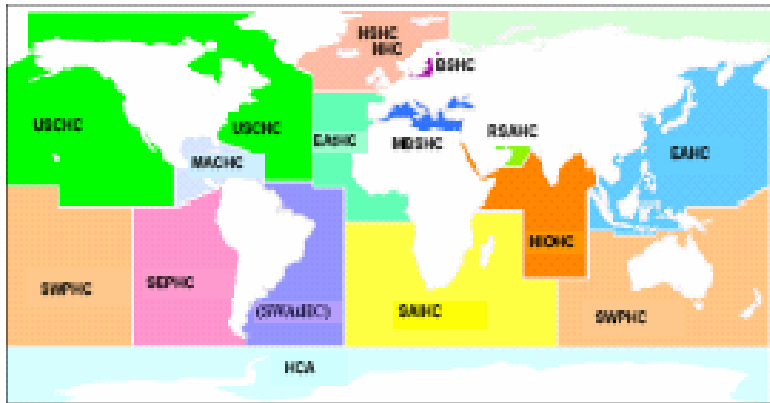 NSHC
NHC
BSHC
USCHC
USCHC
EAtHC
MBSHC
RSAHC
EAHC
MACHC
NIOHC
SWPHC
SEPHC
(SWAtHC)
SAIHC
SWPHC
HCA